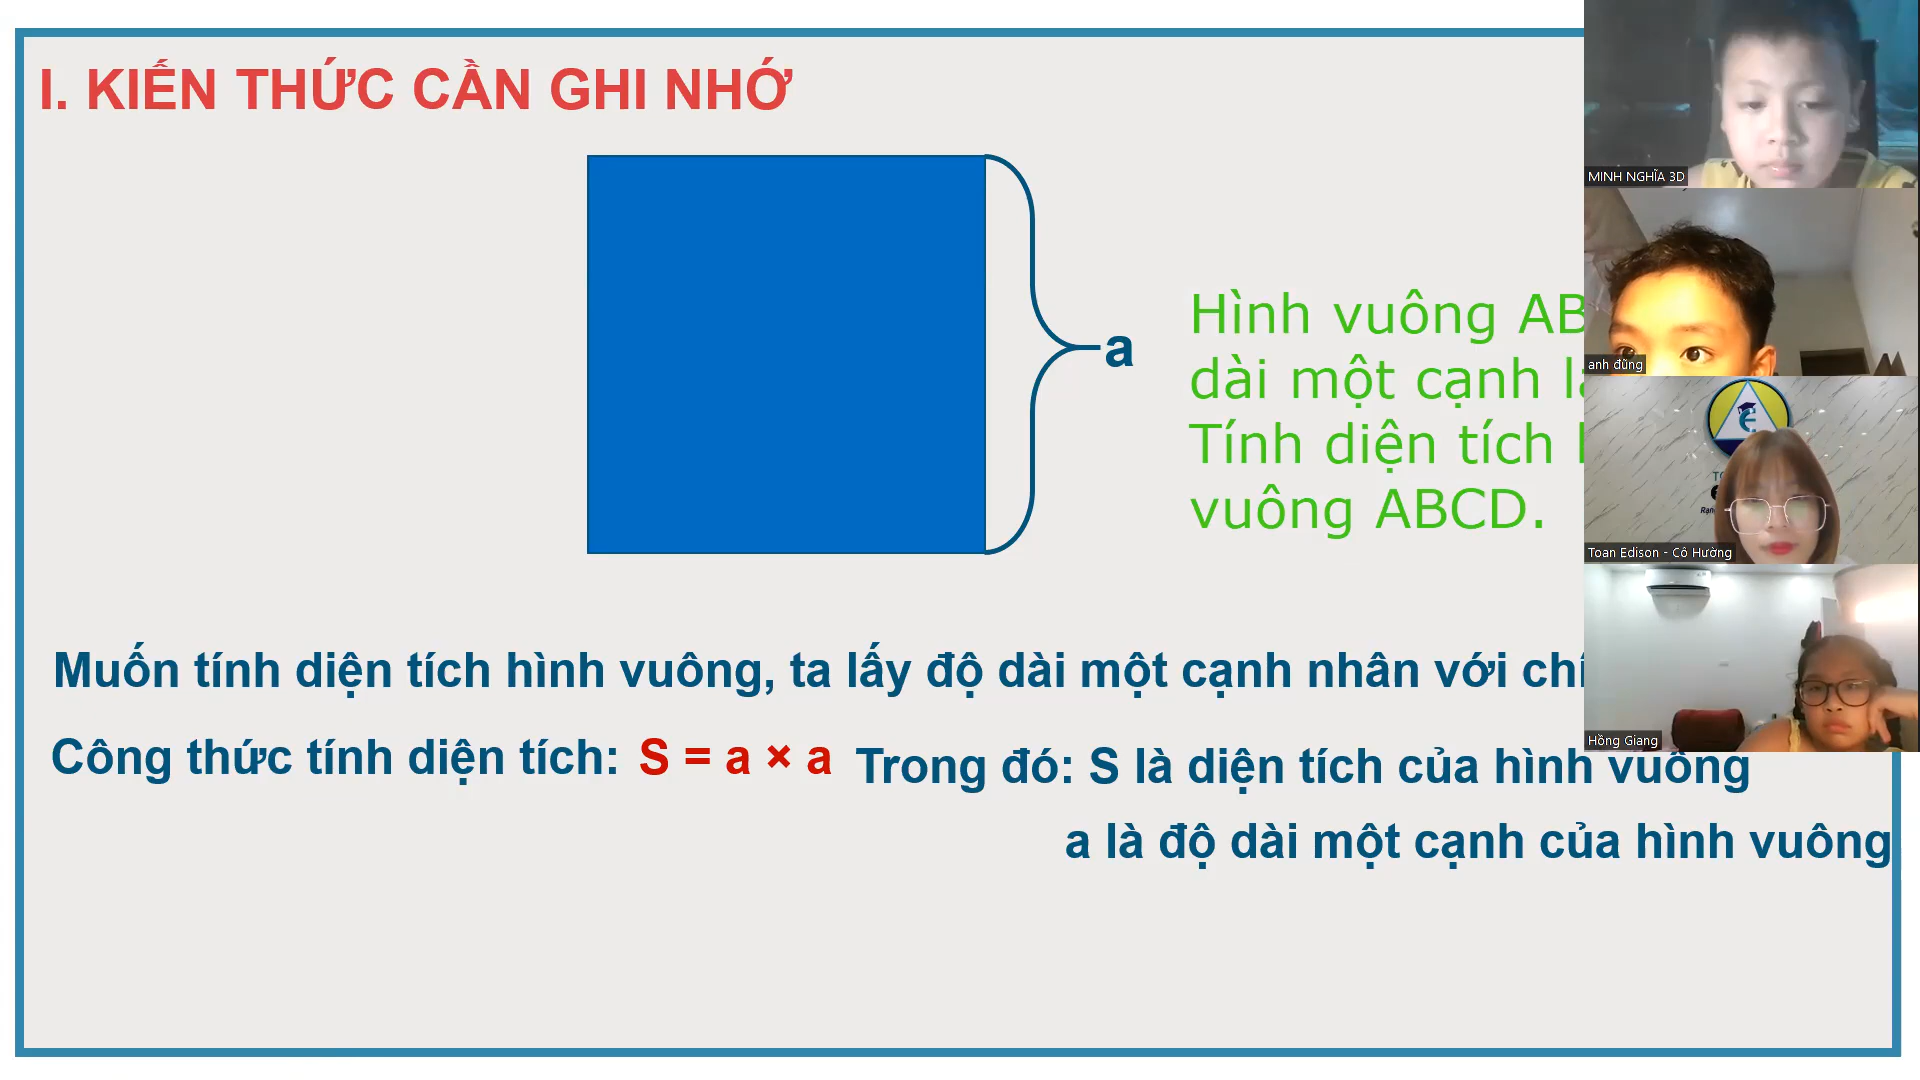 I. KIẾN THỨC CẦN GHI NHỚ
a
Hình vuông AB
dài một cạnh
Tính diện tích
vuông ABCD.
Muốn tính diện tích hình vuông, ta lấy độ dài một cạnh nhân với
Công thức tính diện tích: S = a × a
Trong đó: S là diện tích của hình vuông
a là độ dài một cạnh của hình vuông
MINH NGHĨA 3D
anh đũng
Toan Edison - Cô Hường
Hồng Giang